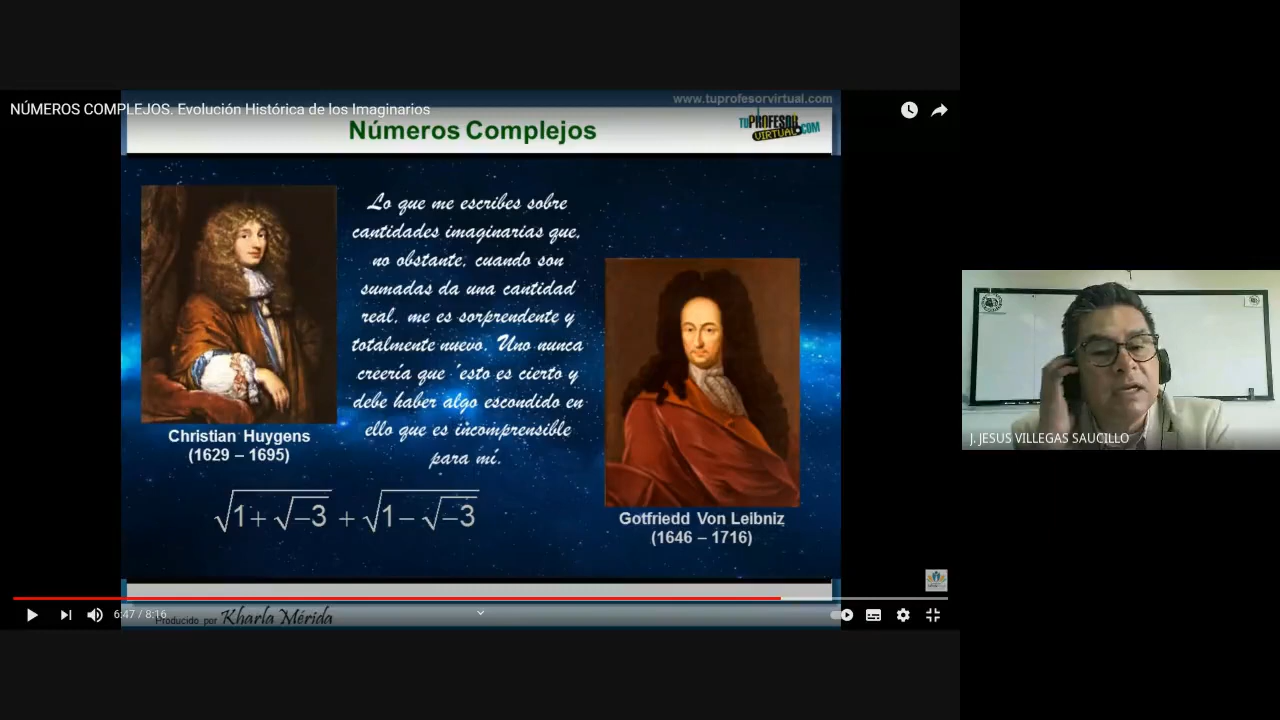 www.tuprofesorvirtual.com
NÚMEROS COMPLEJOS. Evolución Histórica de los Imaginarios
Números Complejos
TU PROFESOR
VIRTUAL .COM
Lo que me escribes sobre
cantidades imaginarias que,
no obstante, cuando son
sumadas da una cantidad
real, me es sorprendente y
totalmente nuevo. Uno nunca
creería que ´esto es cierto y
debe haber algo escondido en
ello que es incomprensible
para mí.
Christian Huygens
(1629 – 1695)
√1+√-3 + √1-√-3
Gotfriedd Von Leibniz
(1646 – 1716)
J. JESUS VILLEGAS SAUCILLO
6:47 / 8:16
Producido por Kharla Mérida